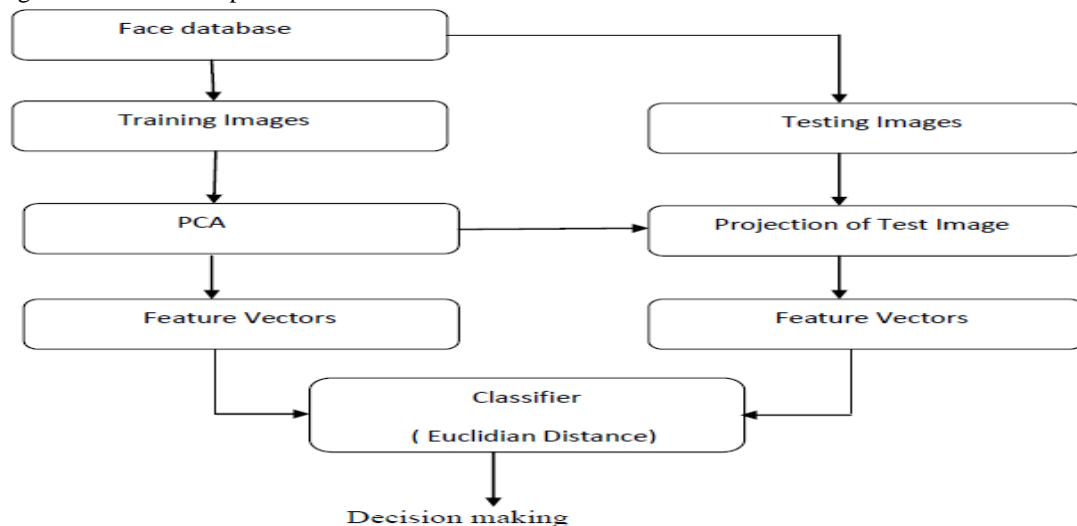 Face database
Training Images
Testing Images
PCA
Projection of Test Image
Feature Vectors
Feature Vectors
Classifier
( Euclidian Distance)
Decision making